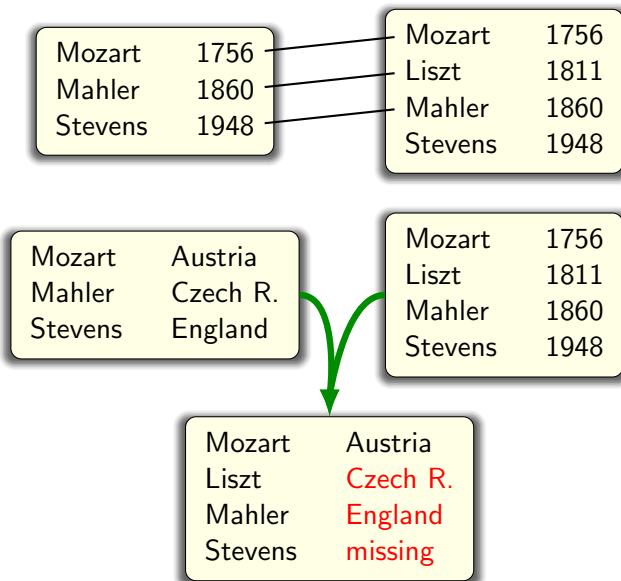 Mozart 1756
Mahler 1860
Stevens 1948
Mozart 1756
Liszt 1811
Mahler 1860
Stevens 1948
Mozart Austria
Mahler Czech R.
Stevens England
Mozart 1756
Liszt 1811
Mahler 1860
Stevens 1948
Mozart Austria
Liszt Czech R.
Mahler England
Stevens missing